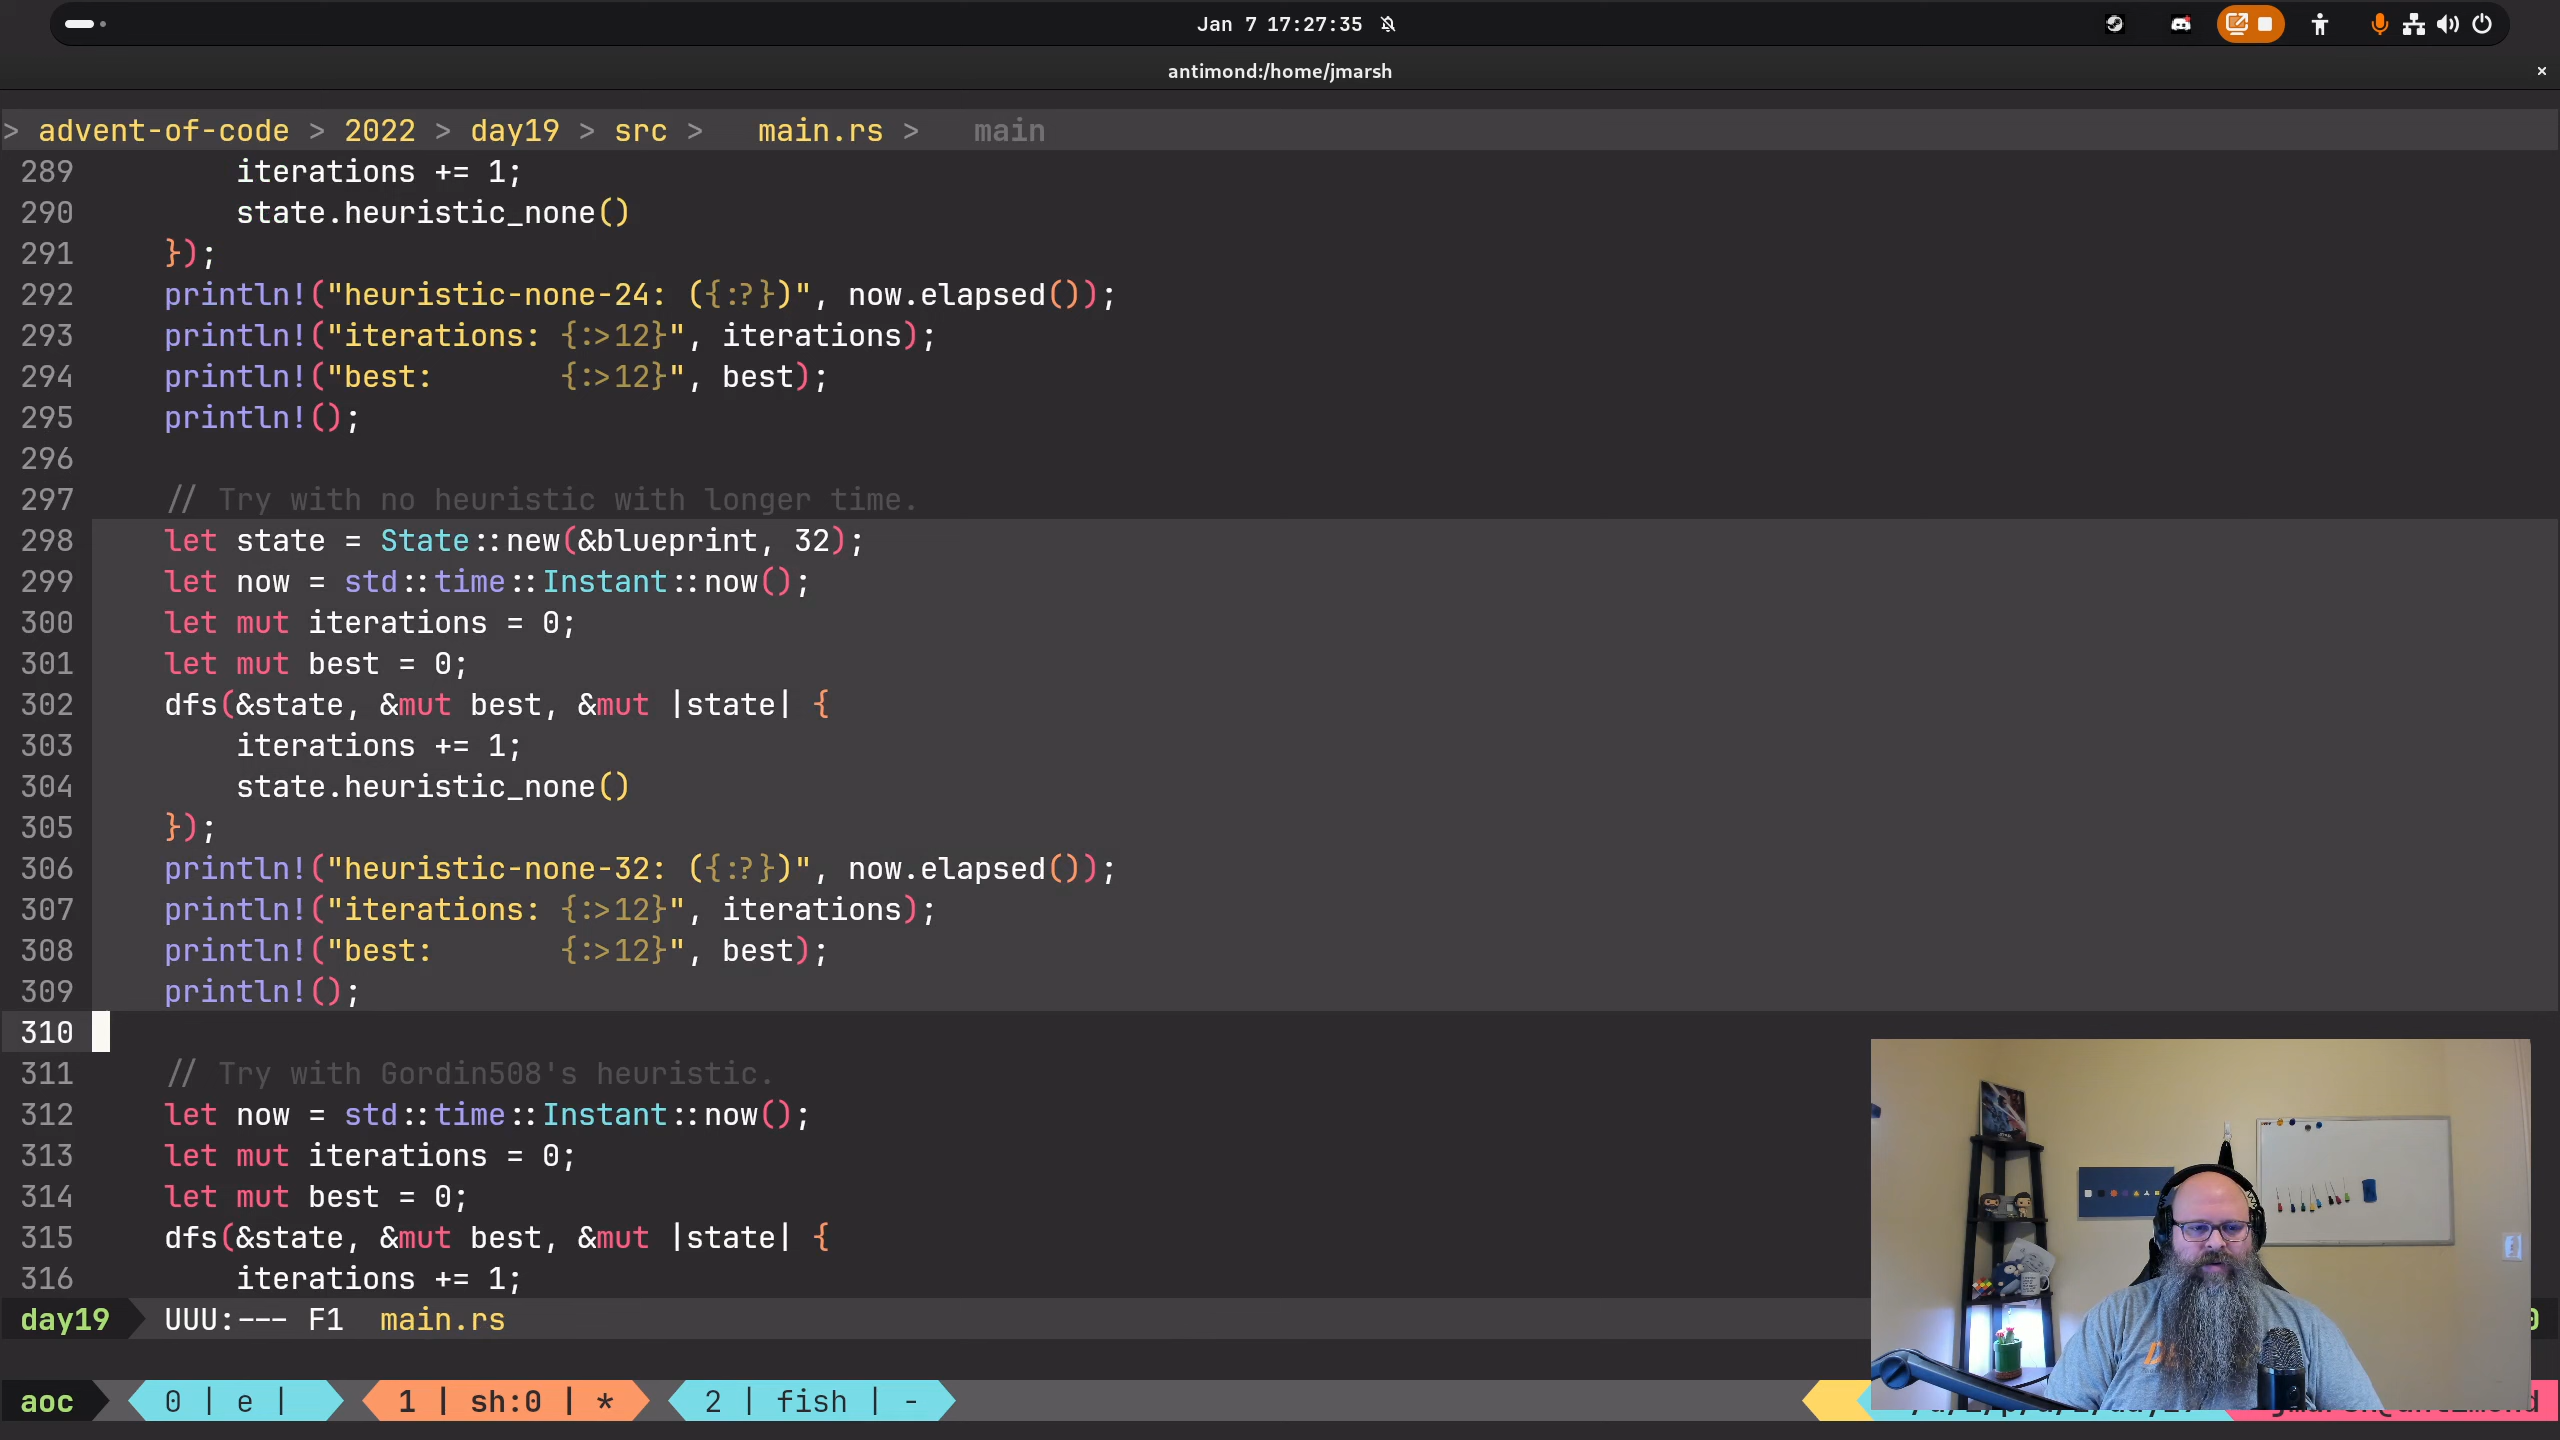 Jan 7 17:27:35
antimond:/home/jmarsh
> advent-of-code > 2022 > day19 > src > main.rs > main
289 iterations += 1;
290 state.heuristic_none()
291 });
292 println!("heuristic-none-24: ({:?})", now.elapsed());
293 println!("iterations: {:>12}", iterations);
294 println!("best:       {:>12}", best);
295 println!();
296
297 // Try with no heuristic with longer time.
298 let state = State::new(&blueprint, 32);
299 let now = std::time::Instant::now();
300 let mut iterations = 0;
301 let mut best = 0;
302 dfs(&state, &mut best, &mut |state| {
303 iterations += 1;
304 state.heuristic_none()
305 });
306 println!("heuristic-none-32: ({:?})", now.elapsed());
307 println!("iterations: {:>12}", iterations);
308 println!("best:       {:>12}", best);
309 println!();
310
311 // Try with Gordin508's heuristic.
312 let now = std::time::Instant::now();
313 let mut iterations = 0;
314 let mut best = 0;
315 dfs(&state, &mut best, &mut |state| {
316 iterations += 1;
day19 UUU:--- F1 main.rs
aoc 0 | e | 1 | sh:0 | * 2 | fish | -